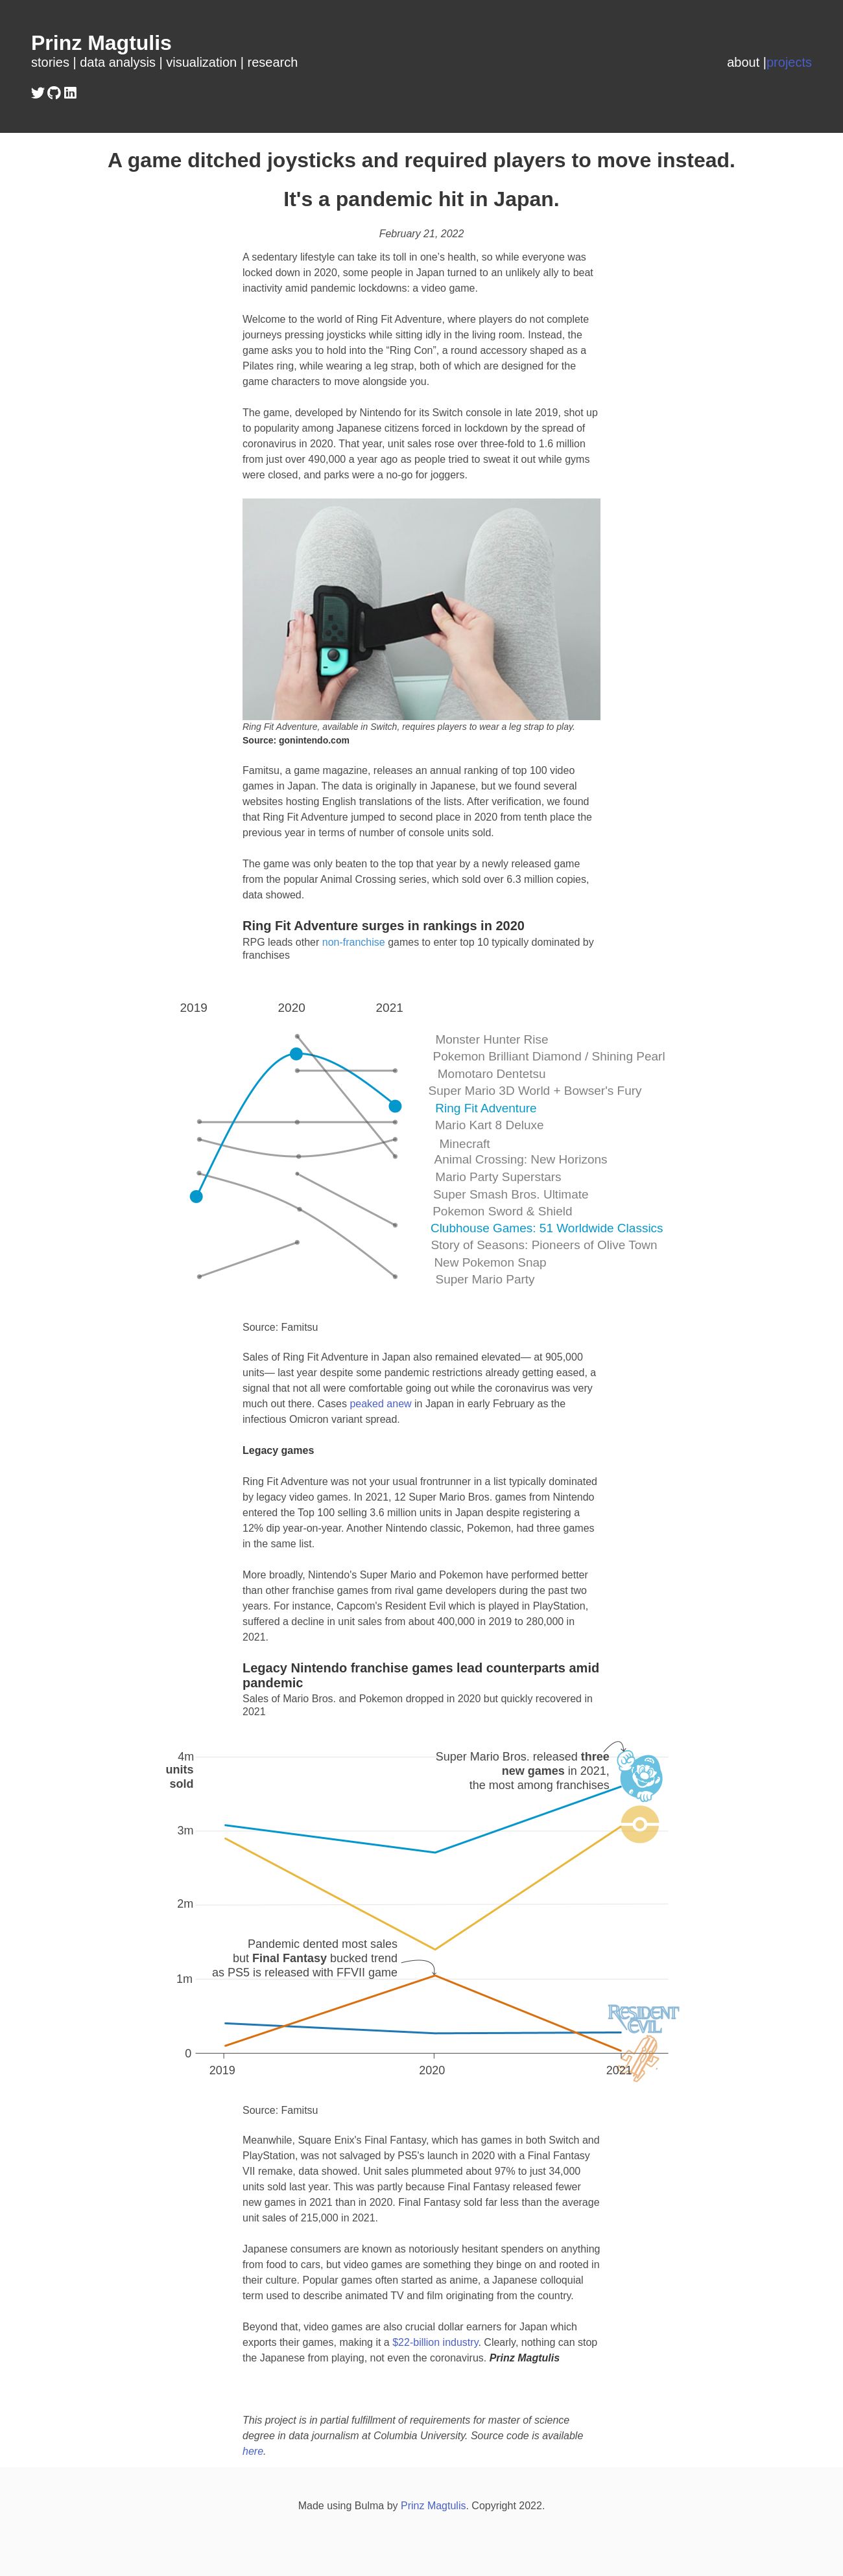 Prinz Magtulis
stories | data analysis | visualization | research
about |projects
A game ditched joysticks and required players to move instead.
It's a pandemic hit in Japan.
February 21, 2022
A sedentary lifestyle can take its toll in one's health, so while everyone was
locked down in 2020, some people in Japan turned to an unlikely ally to beat
inactivity amid pandemic lockdowns: a video game.
Welcome to the world of Ring Fit Adventure, where players do not complete
journeys pressing joysticks while sitting idly in the living room. Instead, the
game asks you to hold into the “Ring Con”, a round accessory shaped as a
Pilates ring, while wearing a leg strap, both of which are designed for the
game characters to move alongside you.
The game, developed by Nintendo for its Switch console in late 2019, shot up
to popularity among Japanese citizens forced in lockdown by the spread of
coronavirus in 2020. That year, unit sales rose over three-fold to 1.6 million
from just over 490,000 a year ago as people tried to sweat it out while gyms
were closed, and parks were a no-go for joggers.
Ring Fit Adventure, available in Switch, requires players to wear a leg strap to play.
Source: gonintendo.com
Famitsu, a game magazine, releases an annual ranking of top 100 video
games in Japan. The data is originally in Japanese, but we found several
websites hosting English translations of the lists. After verification, we found
that Ring Fit Adventure jumped to second place in 2020 from tenth place the
previous year in terms of number of console units sold.
The game was only beaten to the top that year by a newly released game
from the popular Animal Crossing series, which sold over 6.3 million copies,
data showed.
Ring Fit Adventure surges in rankings in 2020
RPG leads other non-franchise games to enter top 10 typically dominated by
franchises
2019 2020 2021
Monster Hunter Rise
Pokemon Brilliant Diamond / Shining Pearl
Momotaro Dentetsu
Super Mario 3D World + Bowser's Fury
Ring Fit Adventure
Mario Kart 8 Deluxe
Minecraft
Animal Crossing: New Horizons
Mario Party Superstars
Super Smash Bros. Ultimate
Pokemon Sword & Shield
Clubhouse Games: 51 Worldwide Classics
Story of Seasons: Pioneers of Olive Town
New Pokemon Snap
Super Mario Party
Source: Famitsu
Sales of Ring Fit Adventure in Japan also remained elevated— at 905,000
units— last year despite some pandemic restrictions already getting eased, a
signal that not all were comfortable going out while the coronavirus was very
much out there. Cases peaked anew in Japan in early February as the
infectious Omicron variant spread.
Legacy games
Ring Fit Adventure was not your usual frontrunner in a list typically dominated
by legacy video games. In 2021, 12 Super Mario Bros. games from Nintendo
entered the Top 100 selling 3.6 million units in Japan despite registering a
12% dip year-on-year. Another Nintendo classic, Pokemon, had three games
in the same list.
More broadly, Nintendo's Super Mario and Pokemon have performed better
than other franchise games from rival game developers during the past two
years. For instance, Capcom's Resident Evil which is played in PlayStation,
suffered a decline in unit sales from about 400,000 in 2019 to 280,000 in
2021.
Legacy Nintendo franchise games lead counterparts amid
pandemic
Sales of Mario Bros. and Pokemon dropped in 2020 but quickly recovered in
2021
4m
units
sold
Super Mario Bros. released three
new games in 2021,
the most among franchises
3m
2m
Pandemic dented most sales
but Final Fantasy bucked trend
as PS5 is released with FFVII game
1m
RESIDENT
EVIL
0
2019 2020 2021
Source: Famitsu
Meanwhile, Square Enix's Final Fantasy, which has games in both Switch and
PlayStation, was not salvaged by PS5's launch in 2020 with a Final Fantasy
VII remake, data showed. Unit sales plummeted about 97% to just 34,000
units sold last year. This was partly because Final Fantasy released fewer
new games in 2021 than in 2020. Final Fantasy sold far less than the average
unit sales of 215,000 in 2021.
Japanese consumers are known as notoriously hesitant spenders on anything
from food to cars, but video games are something they binge on and rooted in
their culture. Popular games often started as anime, a Japanese colloquial
term used to describe animated TV and film originating from the country.
Beyond that, video games are also crucial dollar earners for Japan which
exports their games, making it a $22-billion industry. Clearly, nothing can stop
the Japanese from playing, not even the coronavirus. Prinz Magtulis
This project is in partial fulfillment of requirements for master of science
degree in data journalism at Columbia University. Source code is available
here.
Made using Bulma by Prinz Magtulis. Copyright 2022.